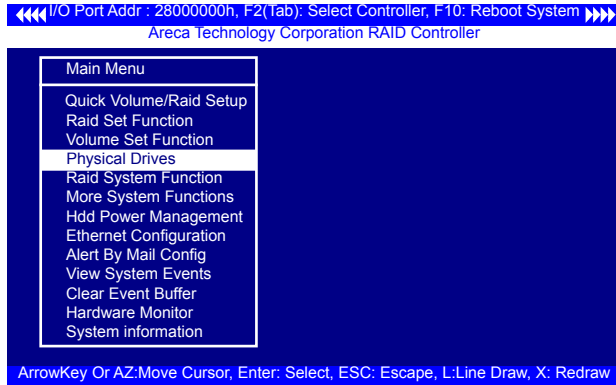 I/O Port Addr : 28000000h, F2(Tab): Select Controller, F10: Reboot System
Areca Technology Corporation RAID Controller
Main Menu
Quick Volume/Raid Setup
Raid Set Function
Volume Set Function
Physical Drives
Raid System Function
More System Functions
Hdd Power Management
Ethernet Configuration
Alert By Mail Config
View System Events
Clear Event Buffer
Hardware Monitor
System information
ArrowKey Or AZ:Move Cursor, Enter: Select, ESC: Escape, L:Line Draw, X: Redraw